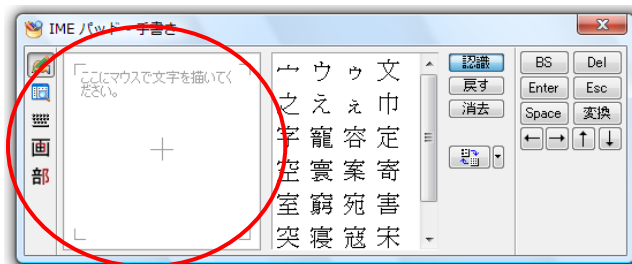 IME パッド - 手書き
ここにマウスで文字を描いてく
ださい。
画
部
宀 ウ ゥ 文
之 え ぇ 巾
字 寵 容 定
空 寰 案 寄
室 窮 宛 害
突 寝 寇 宋
認識
戻す
消去
BS Del
Enter Esc
Space 変換
← → ↑ ↓